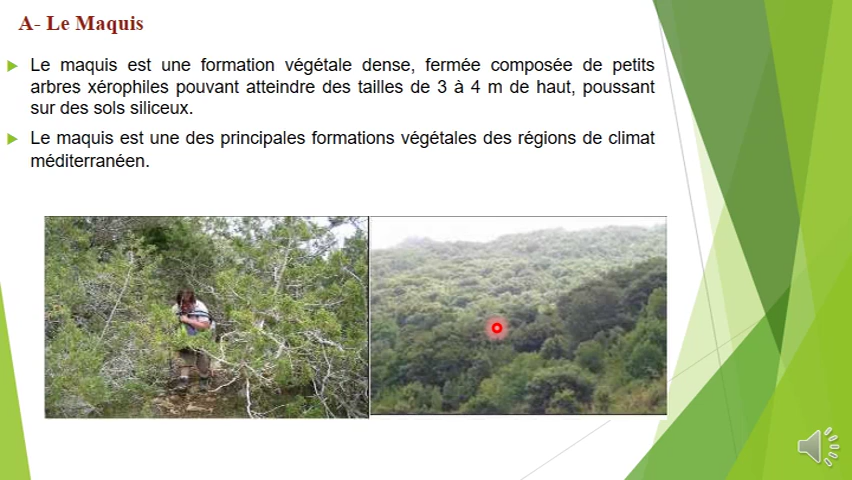 A- Le Maquis
Le maquis est une formation végétale dense, fermée composée de petits
arbres xérophiles pouvant atteindre des tailles de 3 à 4 m de haut, poussant
sur des sols siliceux.
Le maquis est une des principales formations végétales des régions de climat
méditerranéen.